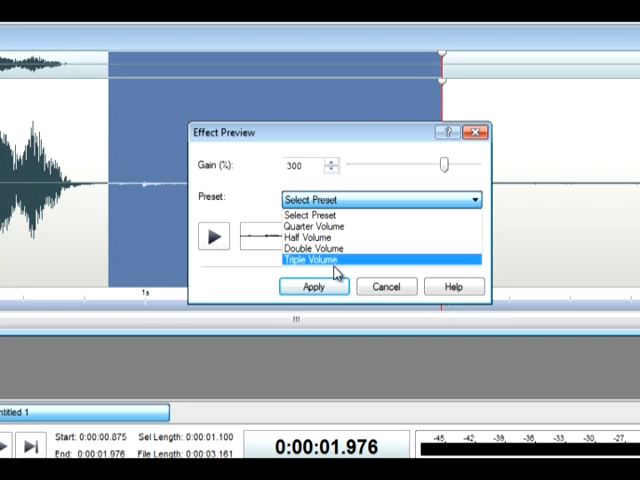 Effect Preview
Gain (%):
300
Preset:
Select Preset
Select Preset
Quarter Volume
Half Volume
Double Volume
Triple Volume
Apply
Cancel
Help
1s
ntitled 1
Start: 0:00:00.875
Sel Length: 0:00:01.100
End: 0:00:01.976
File Length: 0:00:03.161
0:00:01.976
-45 -42 -39 -36 -33 -30 -27